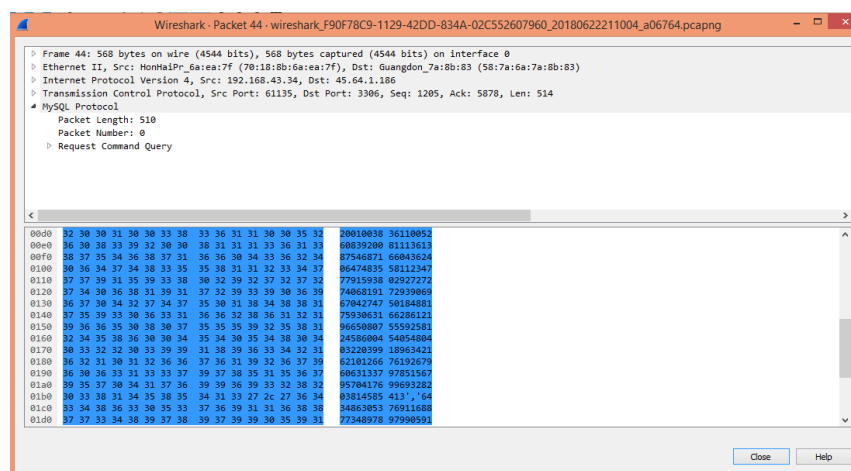 Wireshark · Packet 44 · wireshark_F90F78C9-1129-42DD-834A-02C552607960_20180622211004_a06764.pcapng
Frame 44: 568 bytes on wire (4544 bits), 568 bytes captured (4544 bits) on interface 0
Ethernet II, Src: HonHaiPr_6a:ea:7f (70:18:8b:6a:ea:7f), Dst: Guangdon_7a:8b:83 (58:7a:6a:7a:8b:83)
Internet Protocol Version 4, Src: 192.168.43.34, Dst: 45.64.1.186
Transmission Control Protocol, Src Port: 61135, Dst Port: 3306, Seq: 1205, Ack: 5878, Len: 514
MySQL Protocol
Packet Length: 510
Packet Number: 0
Request Command Query
00d0 32 30 30 31 30 30 33 38 33 36 31 31 30 30 35 32 20010038 36110052
00e0 36 30 38 33 39 32 30 30 38 31 31 31 33 36 31 33 60839200 81113613
00f0 38 37 35 34 36 38 37 31 36 36 30 34 33 36 32 34 87546871 66043624
0100 30 36 34 37 34 38 33 35 35 38 31 31 32 33 34 37 06474835 58112347
0110 37 37 39 31 35 39 33 38 30 32 39 32 37 32 37 32 77915938 02927272
0120 37 34 30 36 38 31 39 31 37 32 39 33 39 30 36 39 74068191 72939069
0130 36 37 30 34 32 37 34 37 35 30 31 38 34 38 38 31 67042747 50184881
0140 37 35 39 33 30 36 33 31 36 36 32 38 36 31 32 31 75930631 66286121
0150 39 36 36 35 30 38 30 37 35 35 35 39 32 35 38 31 96650807 55592581
0160 32 34 35 38 36 30 30 34 35 34 30 35 34 38 30 34 24586004 54054804
0170 30 33 32 32 30 33 39 39 31 38 39 36 33 34 32 31 03220399 18963421
0180 36 32 31 30 31 32 36 36 37 36 31 39 32 36 37 39 62101266 76192679
0190 36 30 36 33 31 33 33 37 39 37 38 35 31 35 36 37 60631337 97851567
01a0 39 35 37 30 34 31 37 36 39 39 36 39 33 32 38 32 95704176 99693282
01b0 30 33 38 31 34 35 38 35 34 31 33 27 2c 27 36 34 03814585 413','64
01c0 33 34 38 36 33 30 35 33 37 36 39 31 31 36 38 38 34863053 76911688
01d0 37 37 33 34 38 39 37 38 39 37 39 39 30 35 39 31 77348978 97990591
Close Help